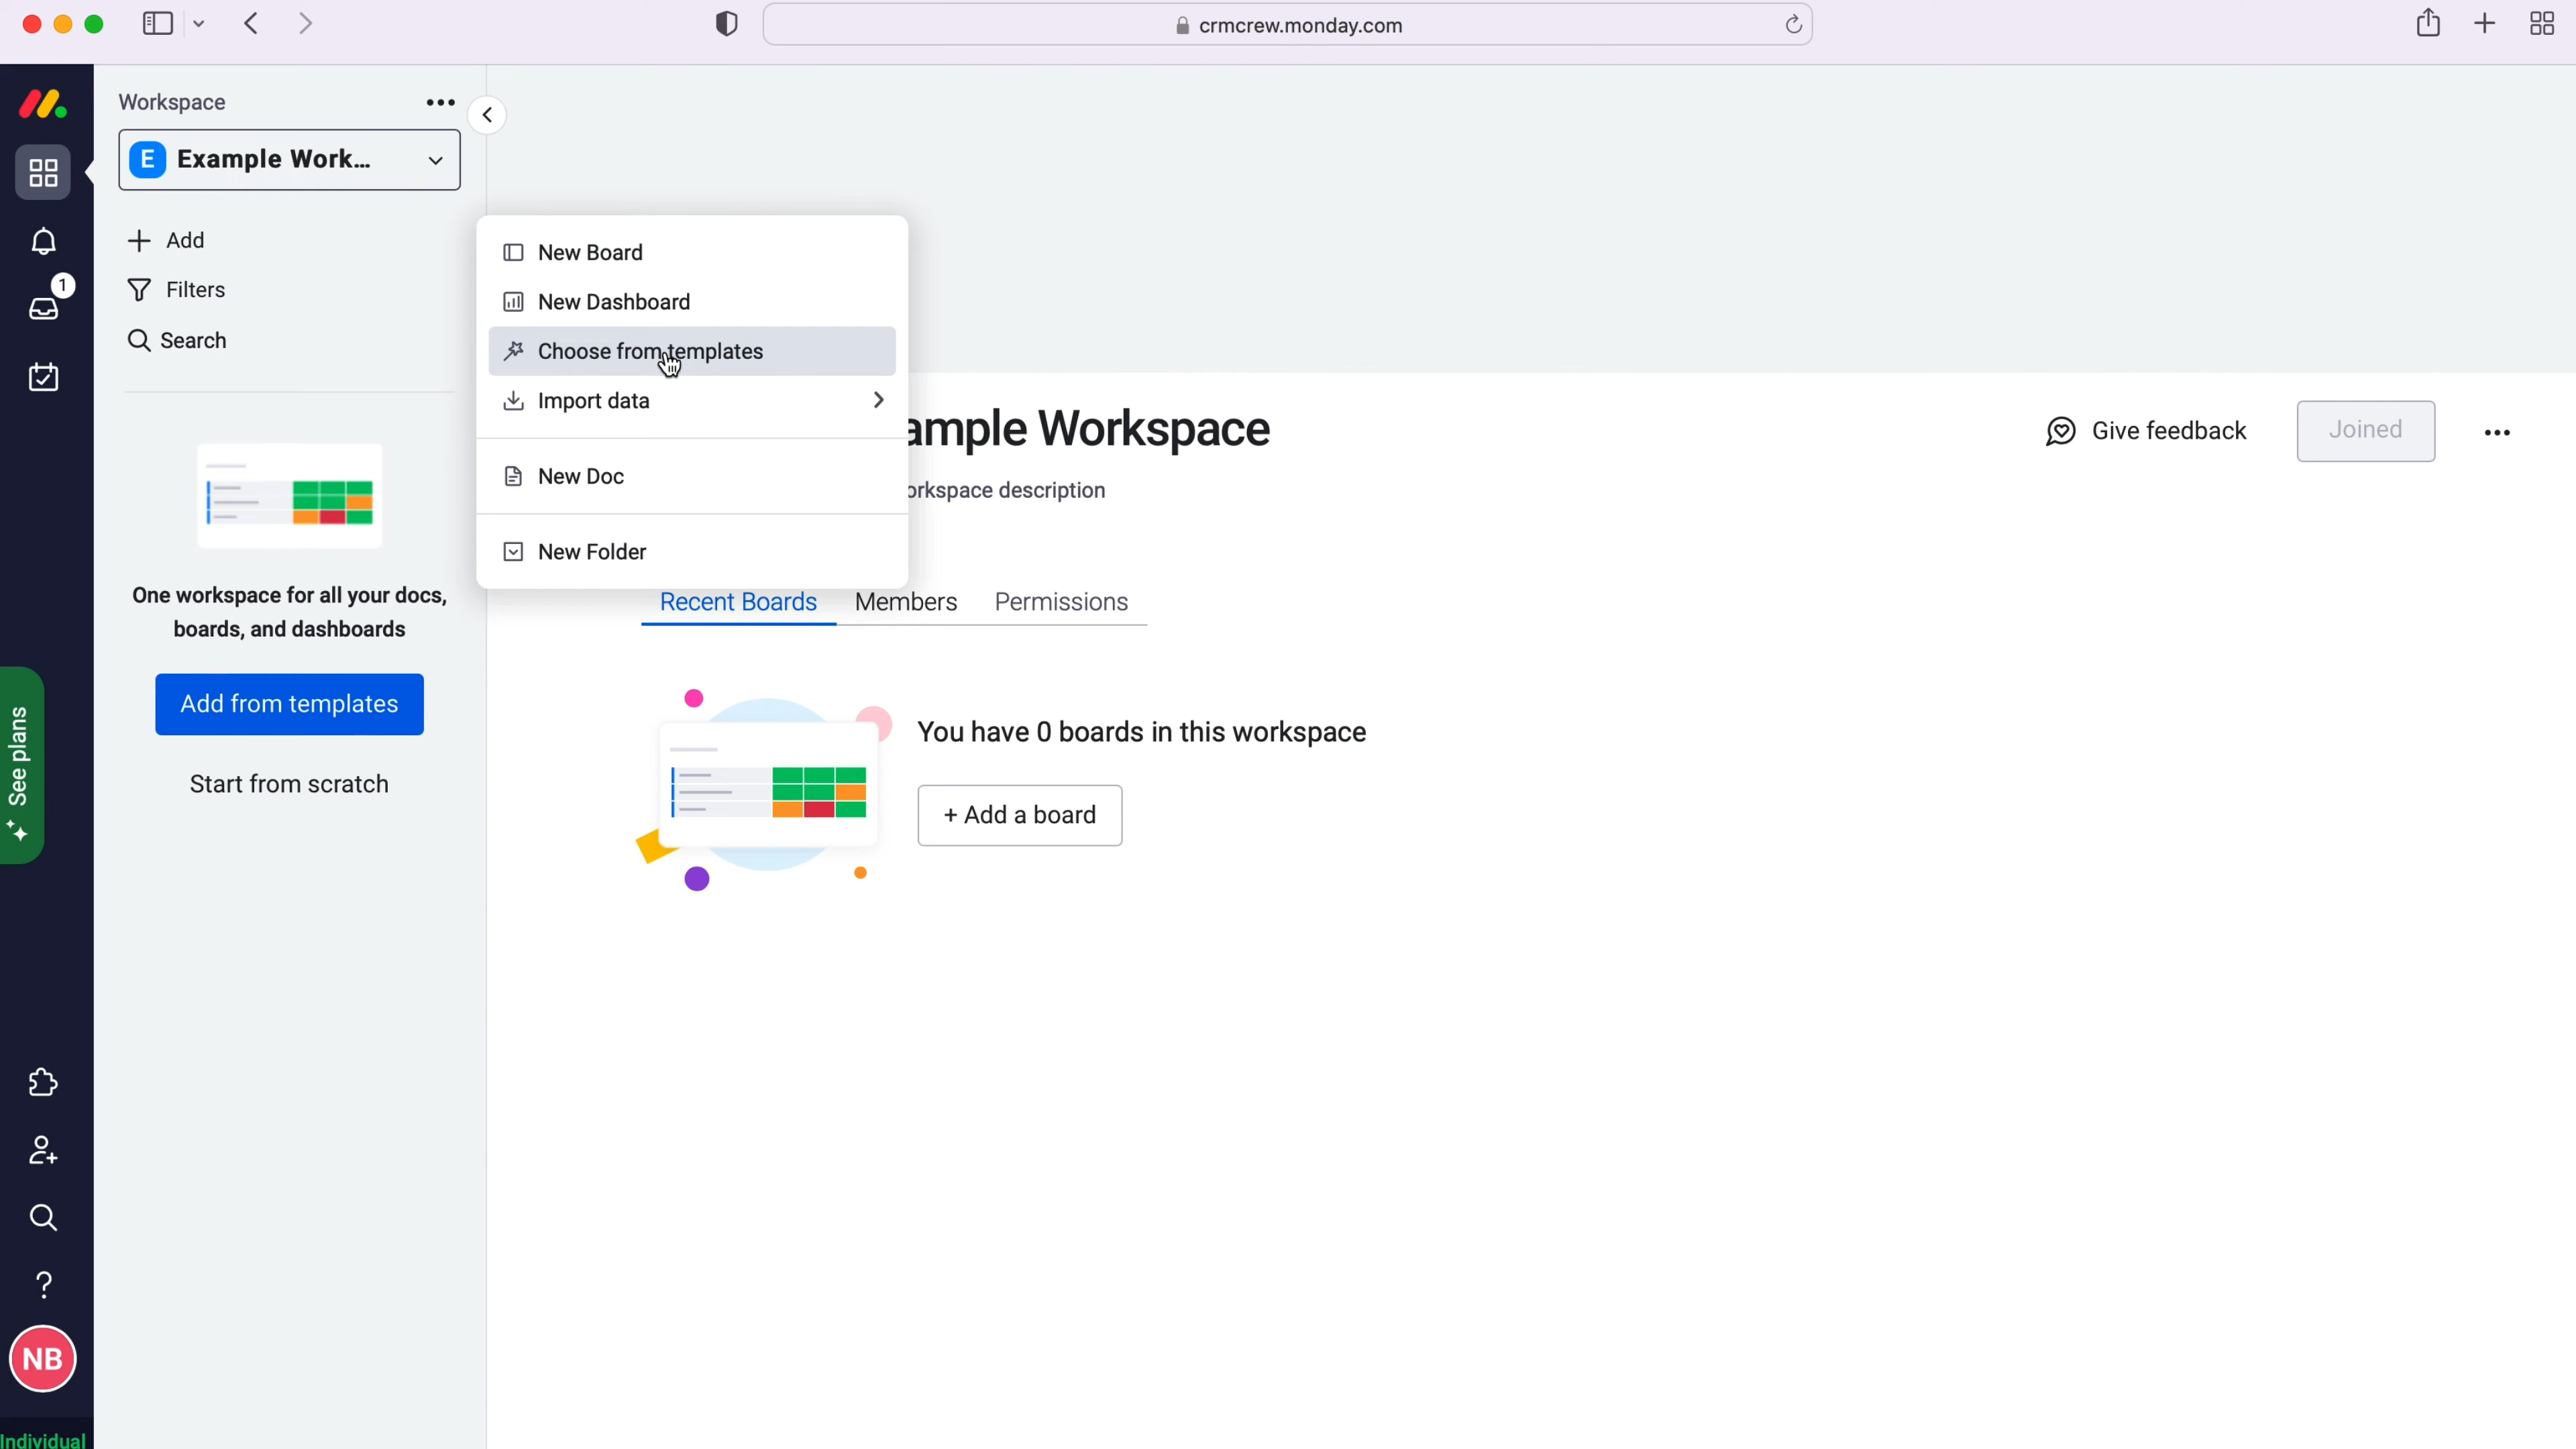 crmcrew.monday.com
Workspace
E Example Work...
Add
Filters
1
Search
New Board
New Dashboard
Choose from templates
Import data
New Doc
New Folder
ample Workspace
orkspace description
Give feedback
Joined
Recent Boards Members Permissions
One workspace for all your docs,
boards, and dashboards
Add from templates
Start from scratch
See plans
You have 0 boards in this workspace
+ Add a board
NB
Individual